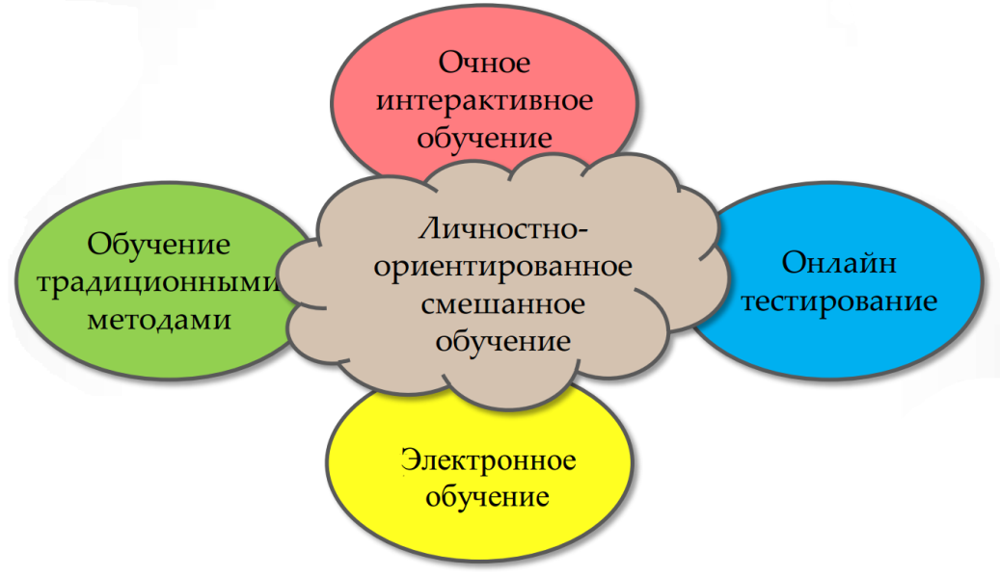 Очное
интерактивное
обучение
Обучение
традиционными
методами
Личностно-
ориентированное
смешанное
обучение
Онлайн
тестирование
Электронное
обучение